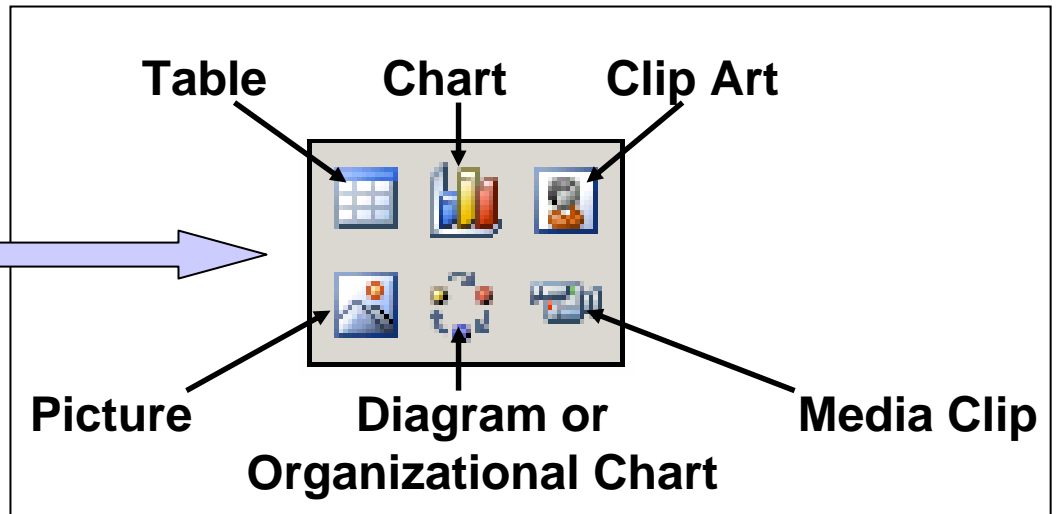 Table Chart Clip Art
Picture Diagram or Media Clip
Organizational Chart